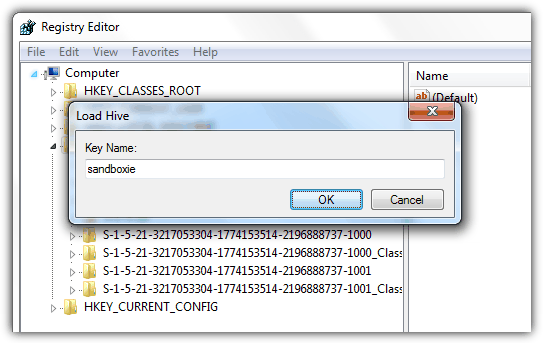 Registry Editor
File Edit View Favorites Help
Computer
Name
HKEY_CLASSES_ROOT
ab (Default)
Load Hive
Key Name:
sandboxie
OK Cancel
S-1-5-21-3217053304-1774153514-2196888737-1000
S-1-5-21-3217053304-1774153514-2196888737-1000_Class
S-1-5-21-3217053304-1774153514-2196888737-1001
S-1-5-21-3217053304-1774153514-2196888737-1001_Class
HKEY_CURRENT_CONFIG